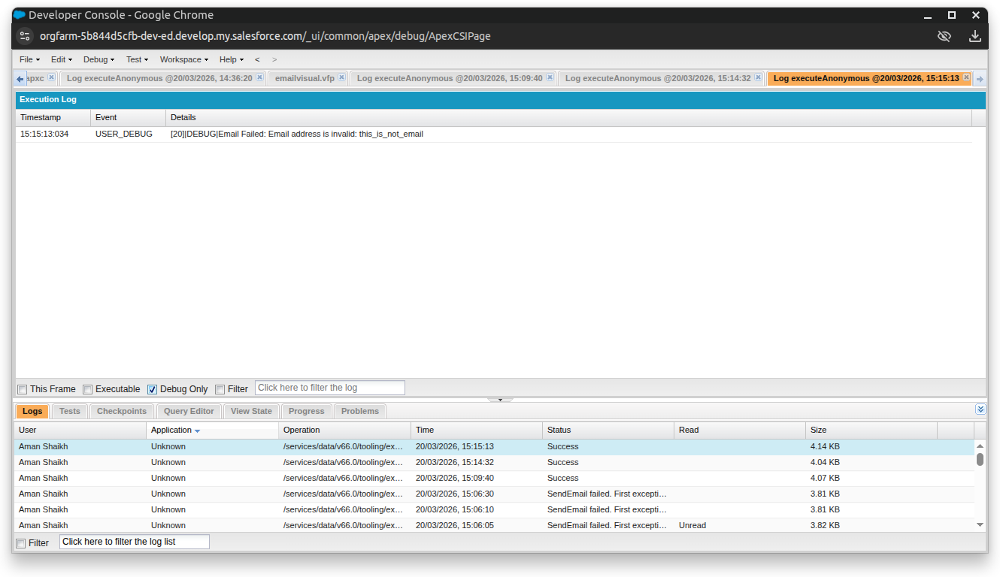 Developer Console - Google Chrome
orgfarm-5b844d5cfb-dev-ed.develop.my.salesforce.com/_ui/common/apex/debug/ApexCSIPage
File Edit Debug Test Workspace Help < >
apxc Log executeAnonymous @20/03/2026, 14:36:20 emailvisual.vfp Log executeAnonymous @20/03/2026, 15:09:40 Log executeAnonymous @20/03/2026, 15:14:32 Log executeAnonymous @20/03/2026, 15:15:13
Execution Log
Timestamp Event Details
15:15:13:034 USER_DEBUG [20]|DEBUG|Email Failed: Email address is invalid: this_is_not_email
This Frame Executable Debug Only Filter Click here to filter the log
Logs Tests Checkpoints Query Editor View State Progress Problems
User Application Operation Time Status Read Size
Aman Shaikh Unknown /services/data/v66.0/tooling/ex... 20/03/2026, 15:15:13 Success 4.14 KB
Aman Shaikh Unknown /services/data/v66.0/tooling/ex... 20/03/2026, 15:14:32 Success 4.04 KB
Aman Shaikh Unknown /services/data/v66.0/tooling/ex... 20/03/2026, 15:09:40 Success 4.07 KB
Aman Shaikh Unknown /services/data/v66.0/tooling/ex... 20/03/2026, 15:06:30 SendEmail failed. First excepti... 3.81 KB
Aman Shaikh Unknown /services/data/v66.0/tooling/ex... 20/03/2026, 15:06:10 SendEmail failed. First excepti... 3.81 KB
Aman Shaikh Unknown /services/data/v66.0/tooling/ex... 20/03/2026, 15:06:05 SendEmail failed. First excepti... Unread 3.82 KB
Filter Click here to filter the log list